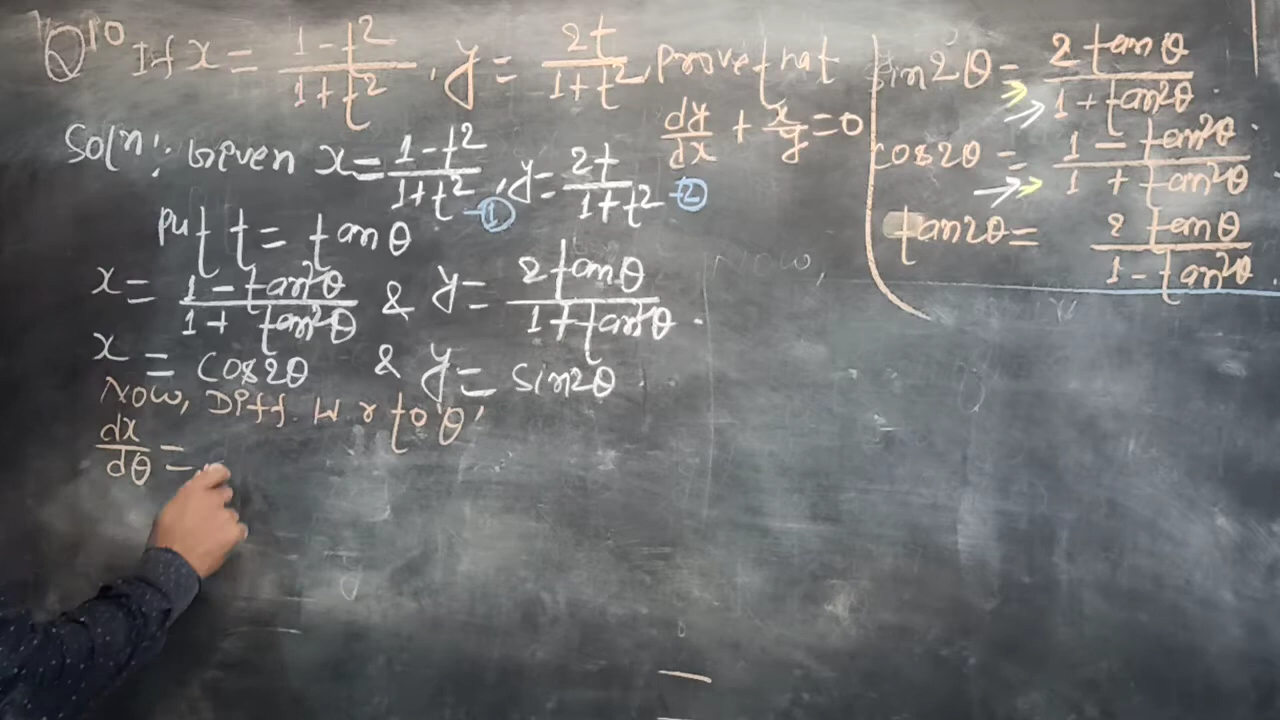 Q10 If x = (1-t²)/(1+t²), y = 2t/(1+t²), prove that
dy/dx + x/y = 0
Soln: Given x = (1-t²)/(1+t²) -①, y = 2t/(1+t²) -②
put t = tanθ
x = (1-tan²θ)/(1+tan²θ) & y = 2tanθ/(1+tan²θ).
x = cos2θ & y = sin2θ.
Now, Diff. w.r to 'θ'
dx/dθ =
Now,
sin2θ = 2tanθ/(1+tan²θ).
cos2θ = (1-tan²θ)/(1+tan²θ).
tan2θ = 2tanθ/(1-tan²θ).